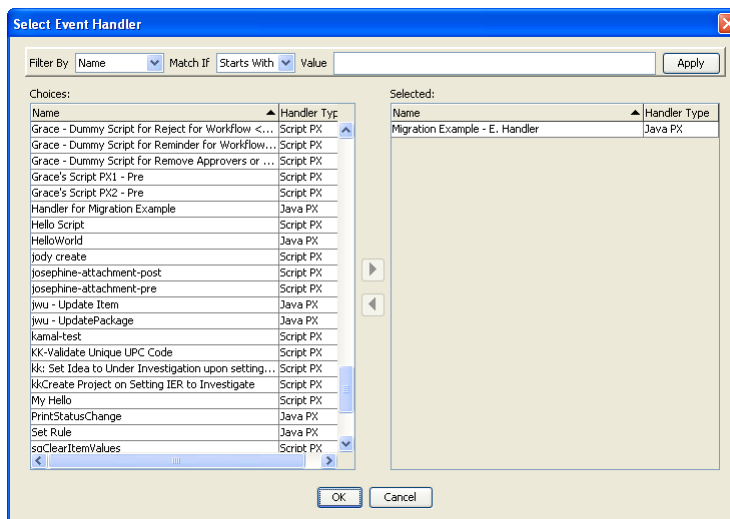 Select Event Handler
Filter By Name Match If Starts With Value Apply
Choices: Selected:
Name Handler Typ Name Handler Type
Grace - Dummy Script for Reject for Workflow <... Script PX Migration Example - E. Handler Java PX
Grace - Dummy Script for Reminder for Workflow... Script PX
Grace - Dummy Script for Remove Approvers or ... Script PX
Grace's Script PX1 - Pre Script PX
Grace's Script PX2 - Pre Script PX
Handler for Migration Example Java PX
Hello Script Script PX
HelloWorld Java PX
jody create Script PX
josephine-attachment-post Script PX
josephine-attachment-pre Script PX
jwu - Update Item Java PX
jwu - UpdatePackage Java PX
kamal-test Script PX
KK-Validate Unique UPC Code Script PX
kk: Set Idea to Under Investigation upon setting... Script PX
kkCreate Project on Setting IER to Investigate Script PX
My Hello Script PX
PrintStatusChange Java PX
Set Rule Java PX
sgClearItemValues Script PX
OK Cancel